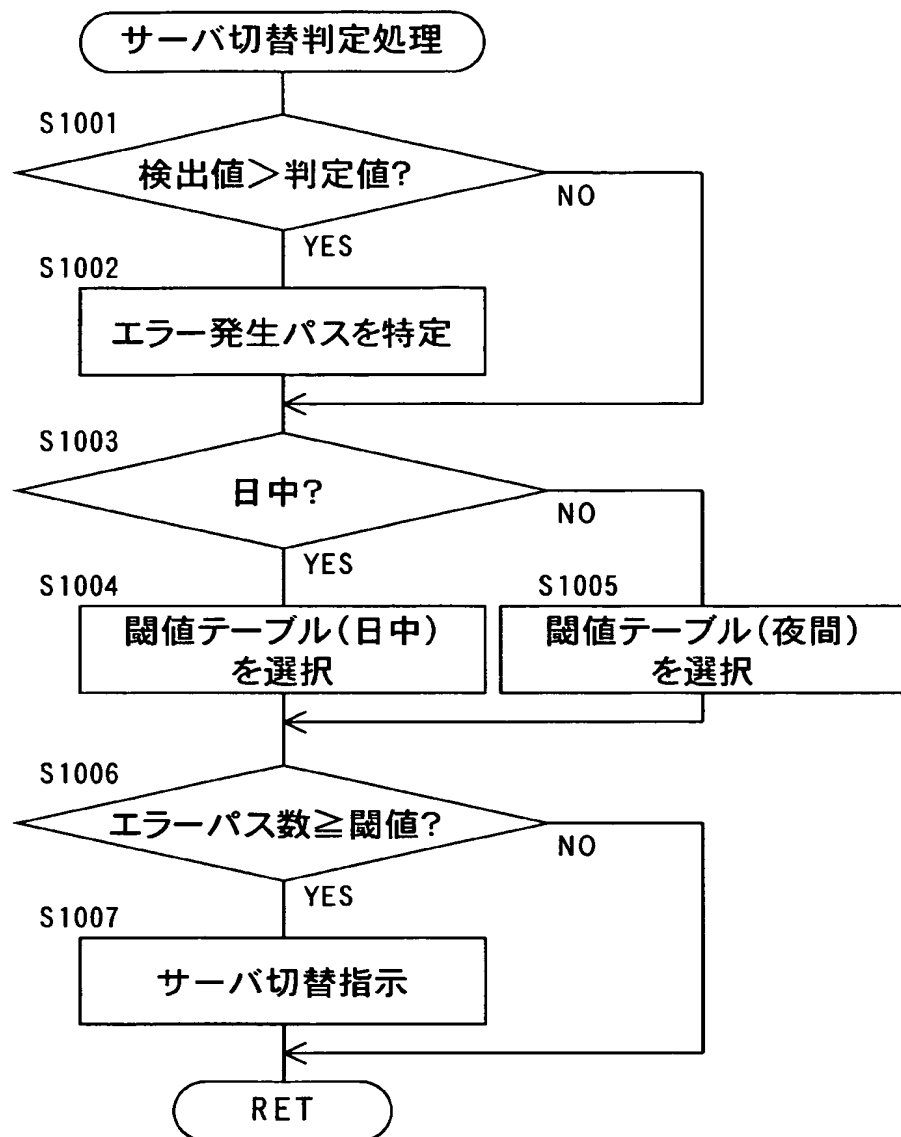 サーバ切替判定処理
S1001
検出値＞判定値？
NO
YES
S1002
エラー発生パスを特定
S1003
日中？
NO
YES
S1004
閾値テーブル(日中)
を選択
S1005
閾値テーブル(夜間)
を選択
S1006
エラーパス数≧閾値？
NO
YES
S1007
サーバ切替指示
RET